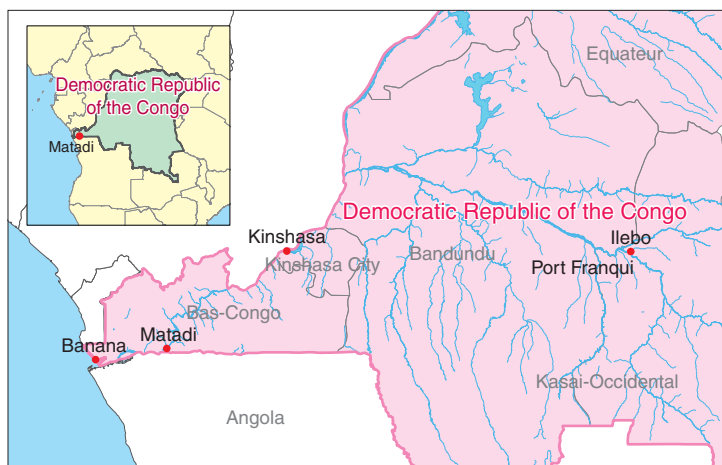 Democratic Republic
of the Congo
Matadi
Equateur
Democratic Republic of the Congo
Kinshasa
Ilebo
Kinshasa City
Bandundu
Port Franqui
Bas-Congo
Matadi
Banana
Kasai-Occidental
Angola